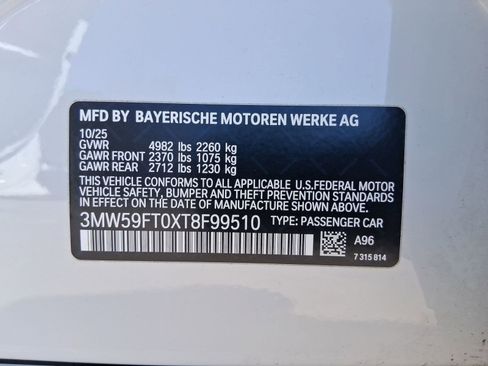 MFD BY BAYERISCHE MOTOREN WERKE AG
10/25
GVWR 4982 lbs 2260 kg
GAWR FRONT 2370 lbs 1075 kg
GAWR REAR 2712 lbs 1230 kg
THIS VEHICLE CONFORMS TO ALL APPLICABLE U.S.FEDERAL MOTOR
VEHICLE SAFETY, BUMPER AND THEFT PREVENTION STANDARDS
IN EFFECT ON THE DATE OF MANUFACTURE SHOWN ABOVE.
3MW59FT0XT8F99510 TYPE: PASSENGER CAR
A96
7 315 814